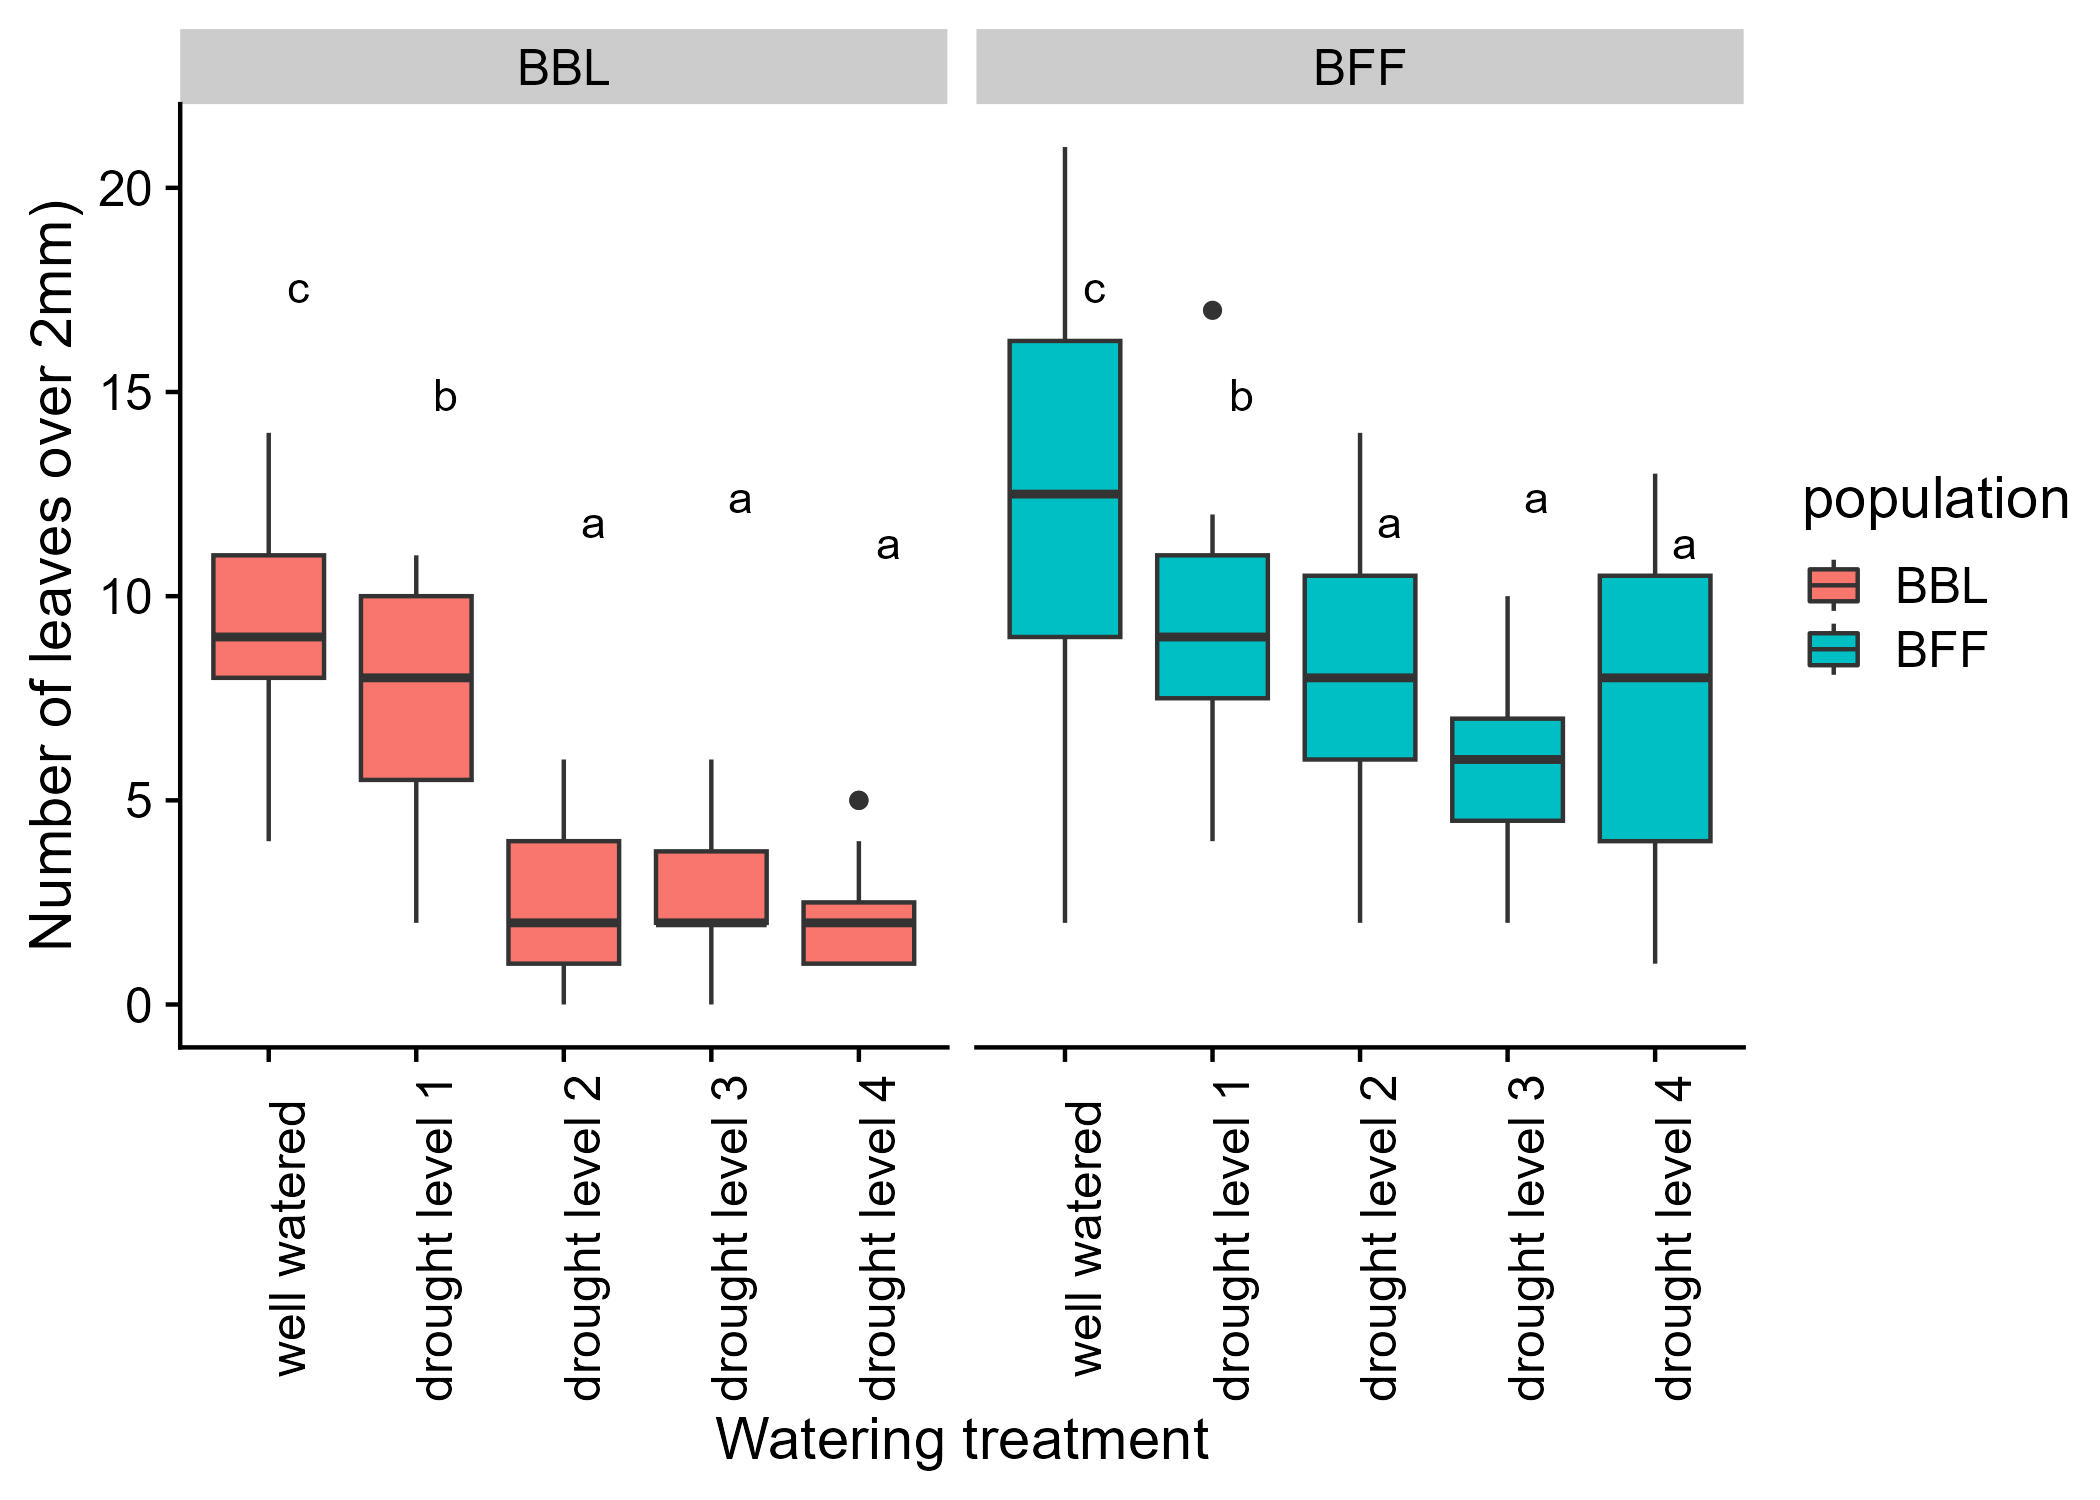 BBL
BFF
Number of leaves over 2mm)
20
15
10
5
0
c
b
a
a
a
c
b
a
a
a
well watered
drought level 1
drought level 2
drought level 3
drought level 4
well watered
drought level 1
drought level 2
drought level 3
drought level 4
Watering treatment
population
BBL
BFF